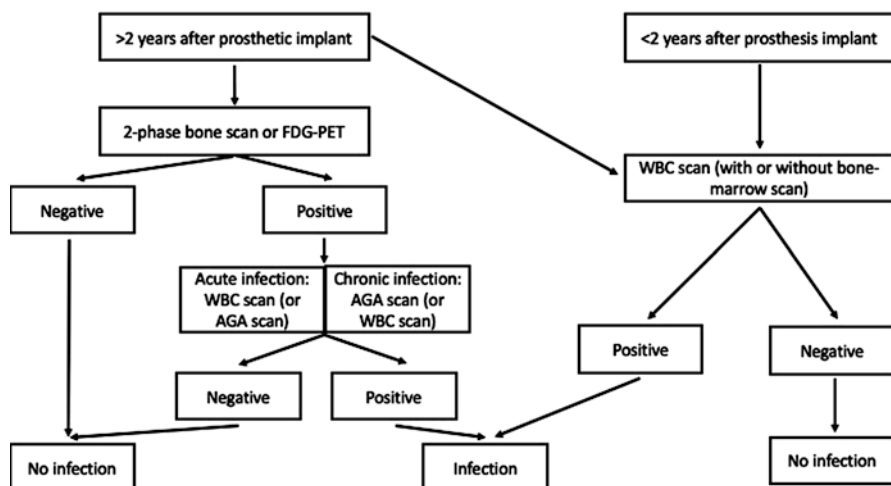 >2 years after prosthetic implant
<2 years after prosthesis implant
2-phase bone scan or FDG-PET
WBC scan (with or without bone-
marrow scan)
Negative
Positive
Acute infection:
WBC scan (or
AGA scan)
Chronic infection:
AGA scan (or
WBC scan)
Positive
Negative
Negative
Positive
No infection
Infection
No infection